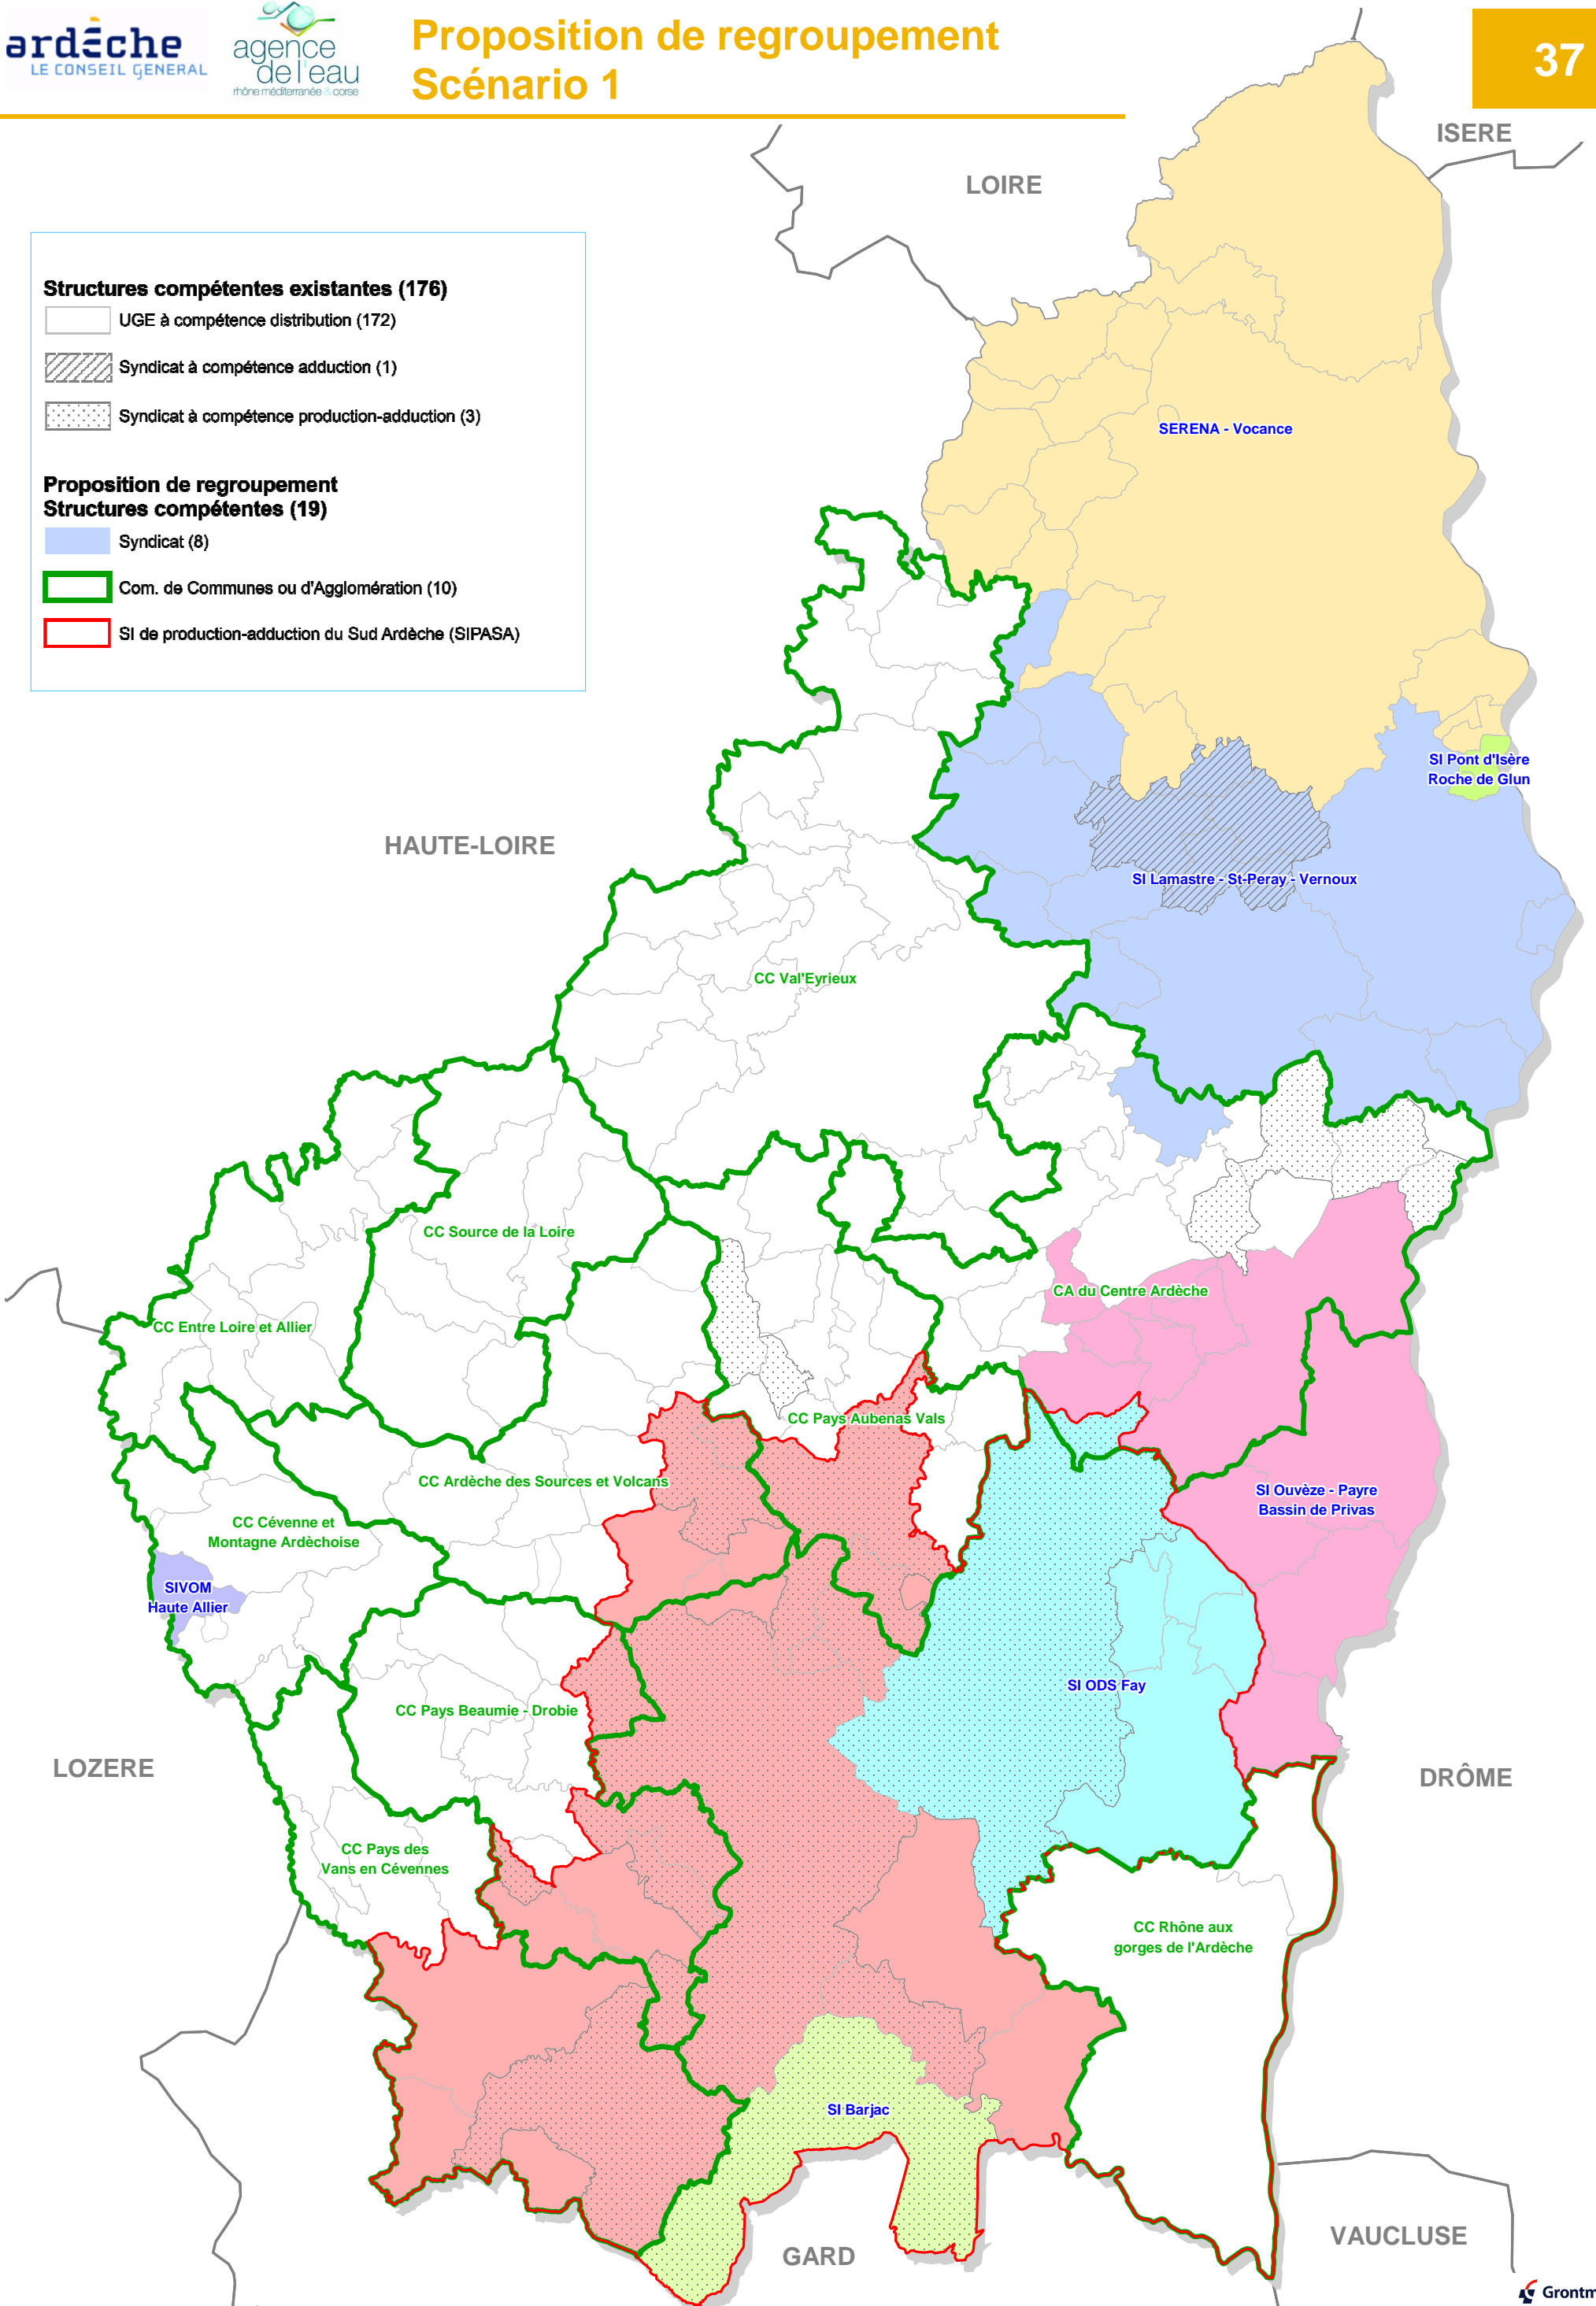 ardèche
LE CONSEIL GENERAL
agence
de l'eau
rhône méditerranée & corse
Proposition de regroupement
Scénario 1
37
ISERE
LOIRE
Structures compétentes existantes (176)
UGE à compétence distribution (172)
Syndicat à compétence adduction (1)
Syndicat à compétence production-adduction (3)
Proposition de regroupement
Structures compétentes (19)
Syndicat (8)
Com. de Communes ou d'Agglomération (10)
SI de production-adduction du Sud Ardèche (SIPASA)
SERENA - Vocance
SI Pont d'Isère
Roche de Glun
HAUTE-LOIRE
SI Lamastre - St-Peray - Vernoux
CC Val'Eyrieux
CC Source de la Loire
CA du Centre Ardèche
CC Entre Loire et Allier
CC Pays Aubenas Vals
CC Ardèche des Sources et Volcans
SI Ouvèze - Payre
Bassin de Privas
CC Cévenne et
Montagne Ardèchoise
SIVOM
Haute Allier
SI ODS Fay
CC Pays Beaumie - Drobie
LOZERE
DRÔME
CC Pays des
Vans en Cévennes
CC Rhône aux
gorges de l'Ardèche
SI Barjac
GARD
VAUCLUSE
Grontm